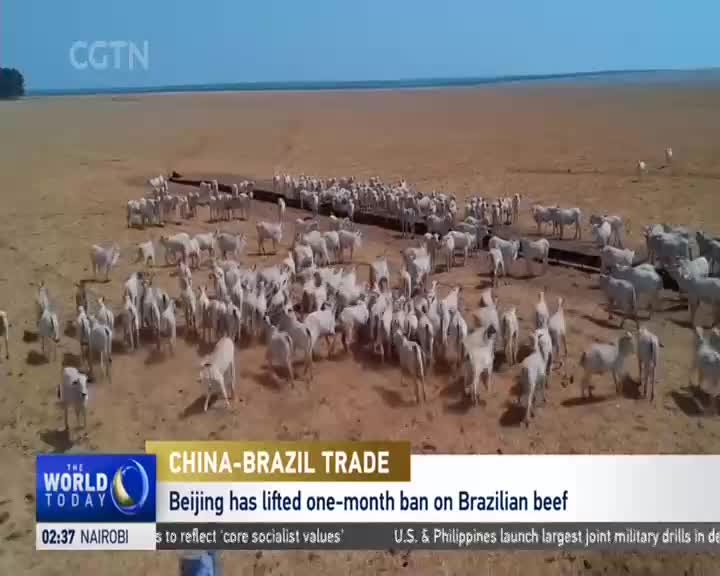 CGTN
CHINA-BRAZIL TRADE
THE
WORLD
TODAY
Beijing has lifted one-month ban on Brazilian beef
02:37 NAIROBI
s to reflect ‘core socialist values’ U.S. & Philippines launch largest joint military drills in de